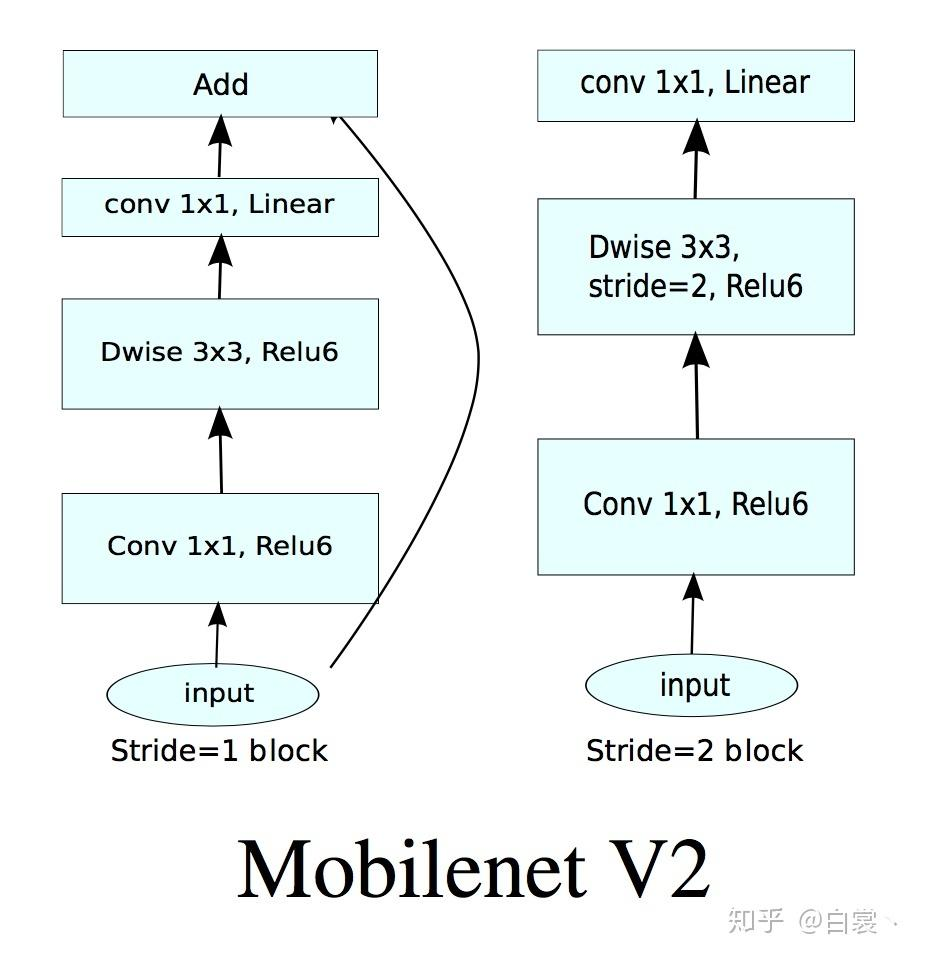 Add
conv 1x1, Linear
Dwise 3x3, Relu6
Conv 1x1, Relu6
input
Stride=1 block
conv 1x1, Linear
Dwise 3x3,
stride=2, Relu6
Conv 1x1, Relu6
input
Stride=2 block
Mobilenet V2
知乎 @白裳丶